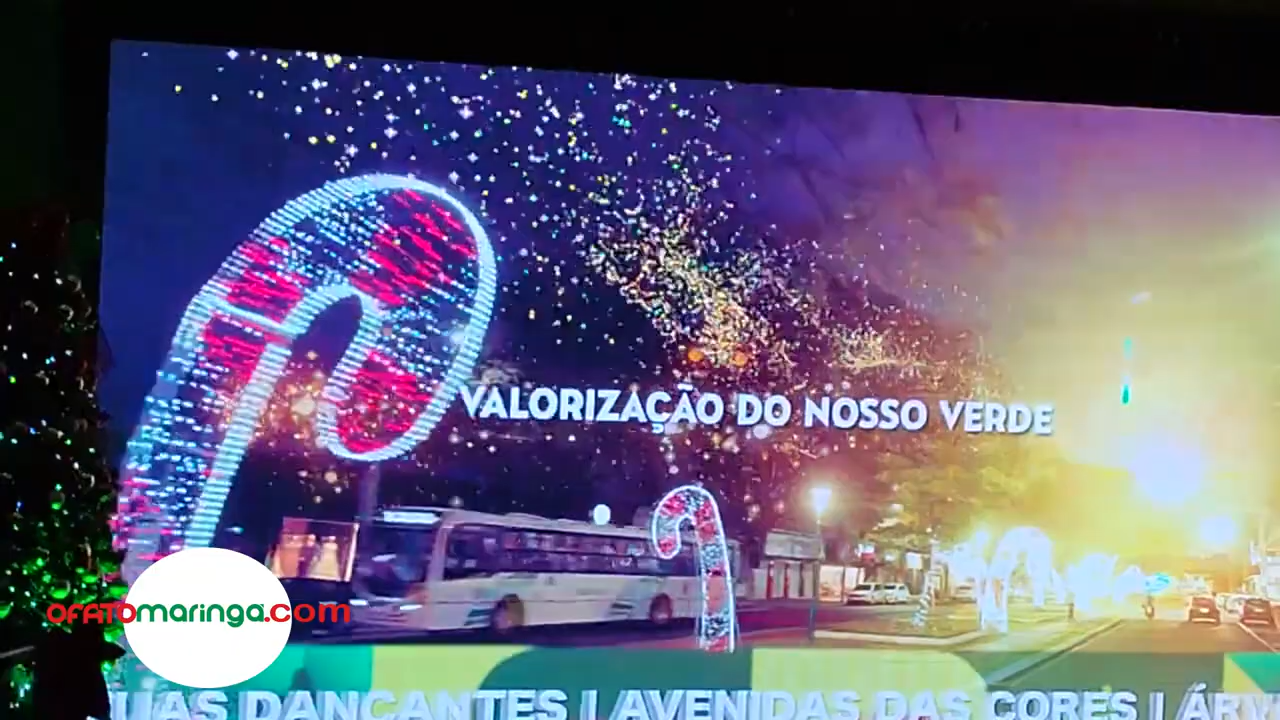 VALORIZAÇÃO DO NOSSO VERDE
OFATOmaringa.com
DANÇANTES | AVENIDAS DAS CORES |